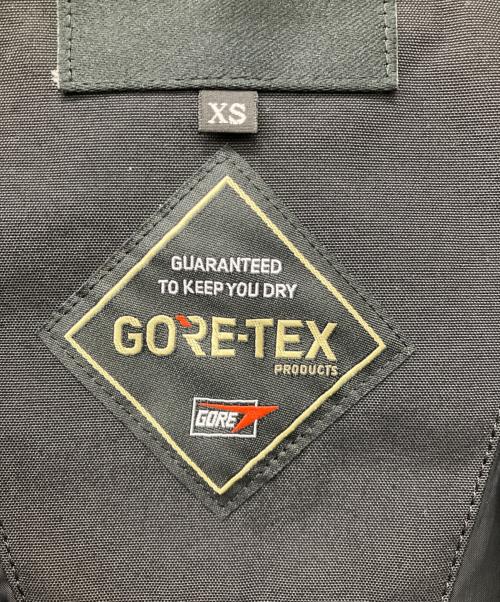 XS
GUARANTEED
TO KEEP YOU DRY
GORE-TEX
PRODUCTS
GORE